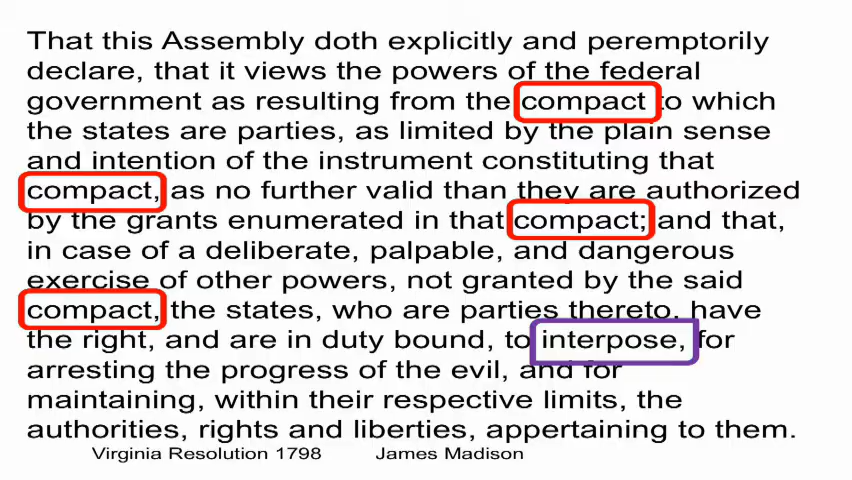 That this Assembly doth explicitly and peremptorily
declare, that it views the powers of the federal
government as resulting from the compact to which
the states are parties, as limited by the plain sense
and intention of the instrument constituting that
compact, as no further valid than they are authorized
by the grants enumerated in that compact; and that,
in case of a deliberate, palpable, and dangerous
exercise of other powers, not granted by the said
compact, the states, who are parties thereto, have
the right, and are in duty bound, to interpose, for
arresting the progress of the evil, and for
maintaining, within their respective limits, the
authorities, rights and liberties, appertaining to them.
Virginia Resolution 1798 James Madison